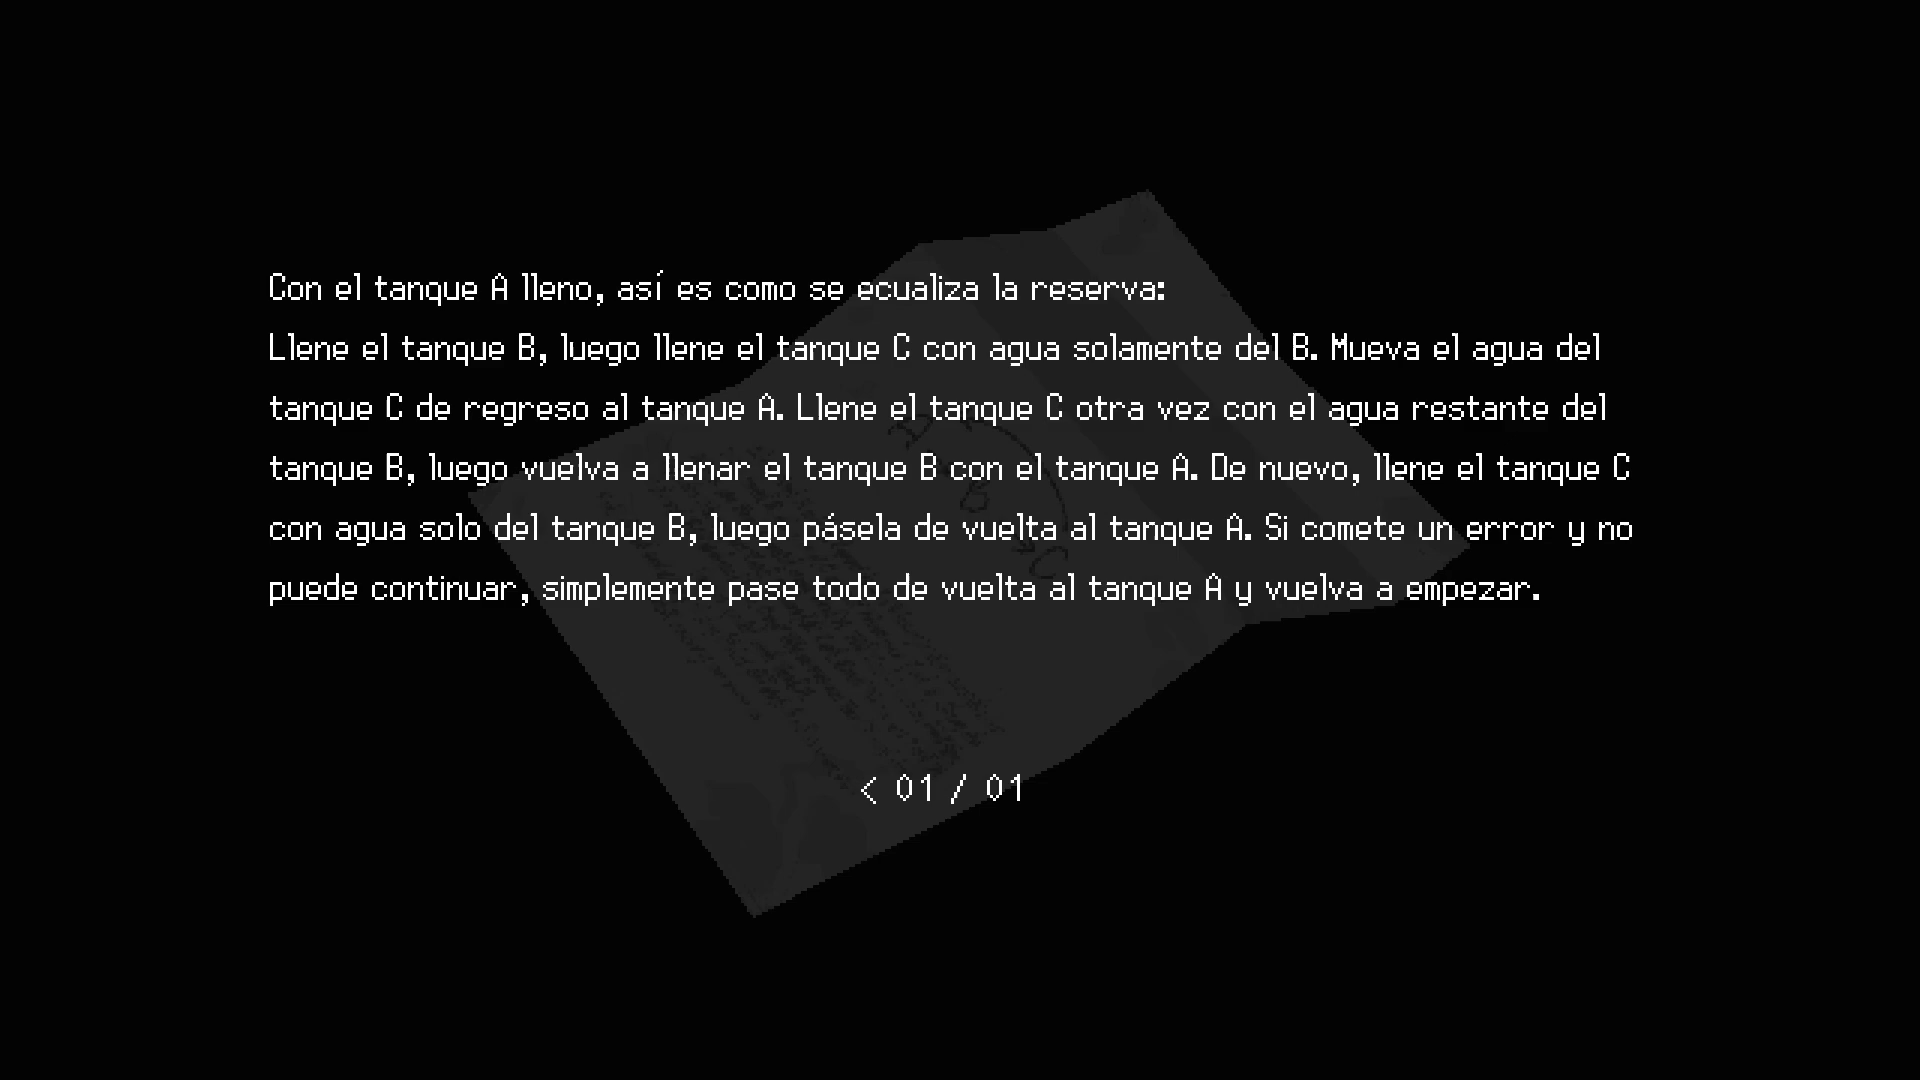 Con el tanque A lleno, así es como se ecualiza la reserva:
Llene el tanque B, luego llene el tanque C con agua solamente del B. Mueva el agua del
tanque C de regreso al tanque A. Llene el tanque C otra vez con el agua restante del
tanque B, luego vuelva a llenar el tanque B con el tanque A. De nuevo, llene el tanque C
con agua solo del tanque B, luego pásela de vuelta al tanque A. Si comete un error y no
puede continuar, simplemente pase todo de vuelta al tanque A y vuelva a empezar.
A
b
C
< 01 / 01